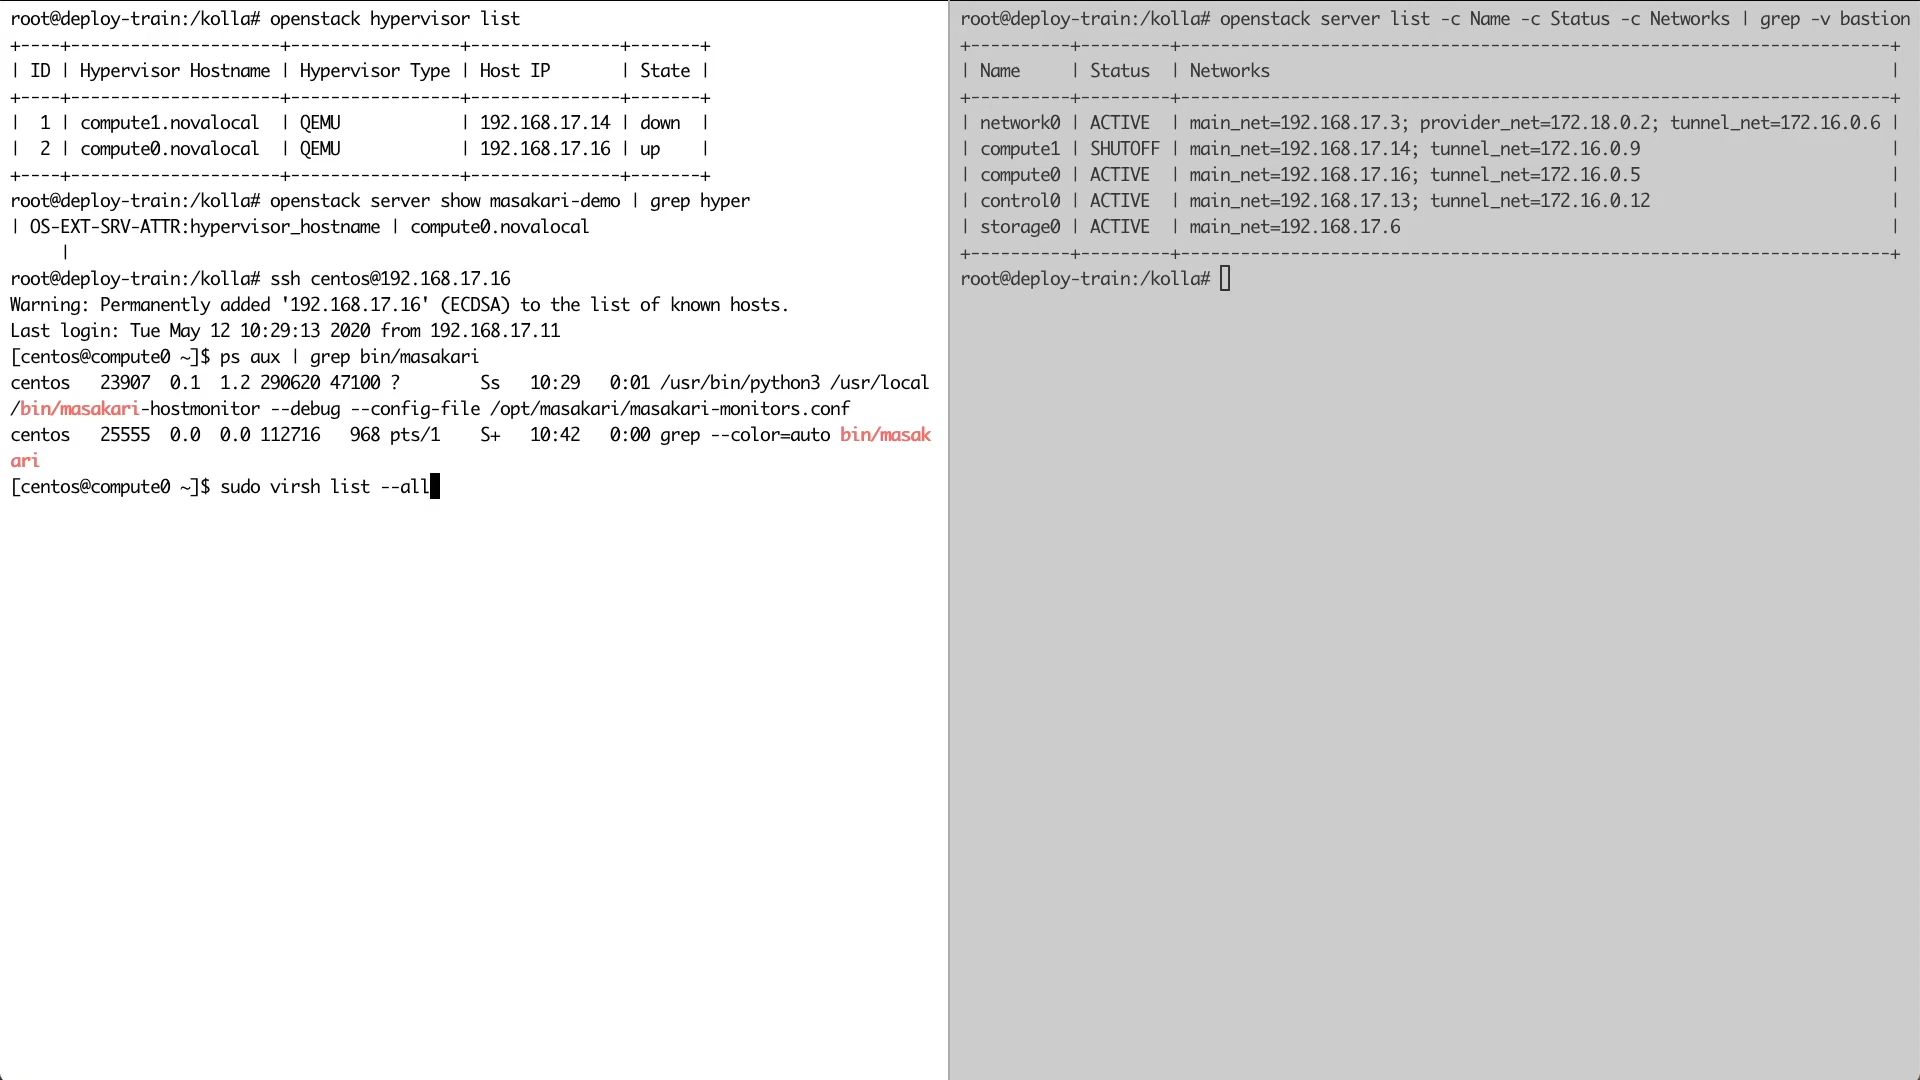 root@deploy-train:/kolla# openstack hypervisor list
+----+---------------------+-----------------+---------------+-------+
| ID | Hypervisor Hostname | Hypervisor Type | Host IP       | State |
+----+---------------------+-----------------+---------------+-------+
|  1 | compute1.novalocal  | QEMU            | 192.168.17.14 | down  |
|  2 | compute0.novalocal  | QEMU            | 192.168.17.16 | up    |
+----+---------------------+-----------------+---------------+-------+
root@deploy-train:/kolla# openstack server show masakari-demo | grep hyper
| OS-EXT-SRV-ATTR:hypervisor_hostname | compute0.novalocal
     |
root@deploy-train:/kolla# ssh centos@192.168.17.16
Warning: Permanently added '192.168.17.16' (ECDSA) to the list of known hosts.
Last login: Tue May 12 10:29:13 2020 from 192.168.17.11
[centos@compute0 ~]$ ps aux | grep bin/masakari
centos   23907  0.1  1.2 290620 47100 ?        Ss   10:29   0:01 /usr/bin/python3 /usr/local
/bin/masakari-hostmonitor --debug --config-file /opt/masakari/masakari-monitors.conf
centos   25555  0.0  0.0 112716   968 pts/1    S+   10:42   0:00 grep --color=auto bin/masak
ari
[centos@compute0 ~]$ sudo virsh list --all
root@deploy-train:/kolla# openstack server list -c Name -c Status -c Networks | grep -v bastion
+----------+---------+-----------------------------------------------------------------------+
| Name     | Status  | Networks                                                              |
+----------+---------+-----------------------------------------------------------------------+
| network0 | ACTIVE  | main_net=192.168.17.3; provider_net=172.18.0.2; tunnel_net=172.16.0.6 |
| compute1 | SHUTOFF | main_net=192.168.17.14; tunnel_net=172.16.0.9                         |
| compute0 | ACTIVE  | main_net=192.168.17.16; tunnel_net=172.16.0.5                         |
| control0 | ACTIVE  | main_net=192.168.17.13; tunnel_net=172.16.0.12                        |
| storage0 | ACTIVE  | main_net=192.168.17.6                                                 |
+----------+---------+-----------------------------------------------------------------------+
root@deploy-train:/kolla#